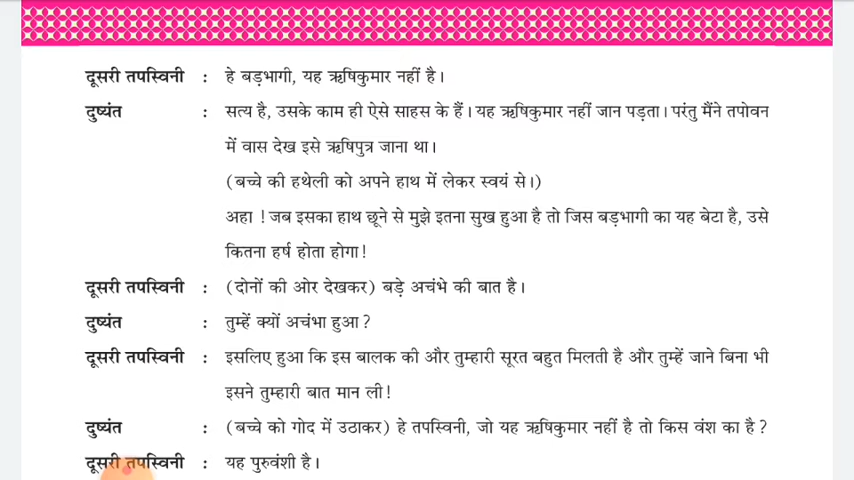 दूसरी तपस्विनी : हे बड़भागी, यह ऋषिकुमार नहीं है।
दुष्यंत : सत्य है, उसके काम ही ऐसे साहस के हैं। यह ऋषिकुमार नहीं जान पड़ता। परंतु मैंने तपोवन
में वास देख इसे ऋषिपुत्र जाना था।
(बच्चे की हथेली को अपने हाथ में लेकर स्वयं से।)
अहा ! जब इसका हाथ छूने से मुझे इतना सुख हुआ है तो जिस बड़भागी का यह बेटा है, उसे
कितना हर्ष होता होगा!
दूसरी तपस्विनी : (दोनों की ओर देखकर) बड़े अचंभे की बात है।
दुष्यंत : तुम्हें क्यों अचंभा हुआ?
दूसरी तपस्विनी : इसलिए हुआ कि इस बालक की और तुम्हारी सूरत बहुत मिलती है और तुम्हें जाने बिना भी
इसने तुम्हारी बात मान ली!
दुष्यंत : (बच्चे को गोद में उठाकर) हे तपस्विनी, जो यह ऋषिकुमार नहीं है तो किस वंश का है?
दूसरी तपस्विनी : यह पुरुवंशी है।